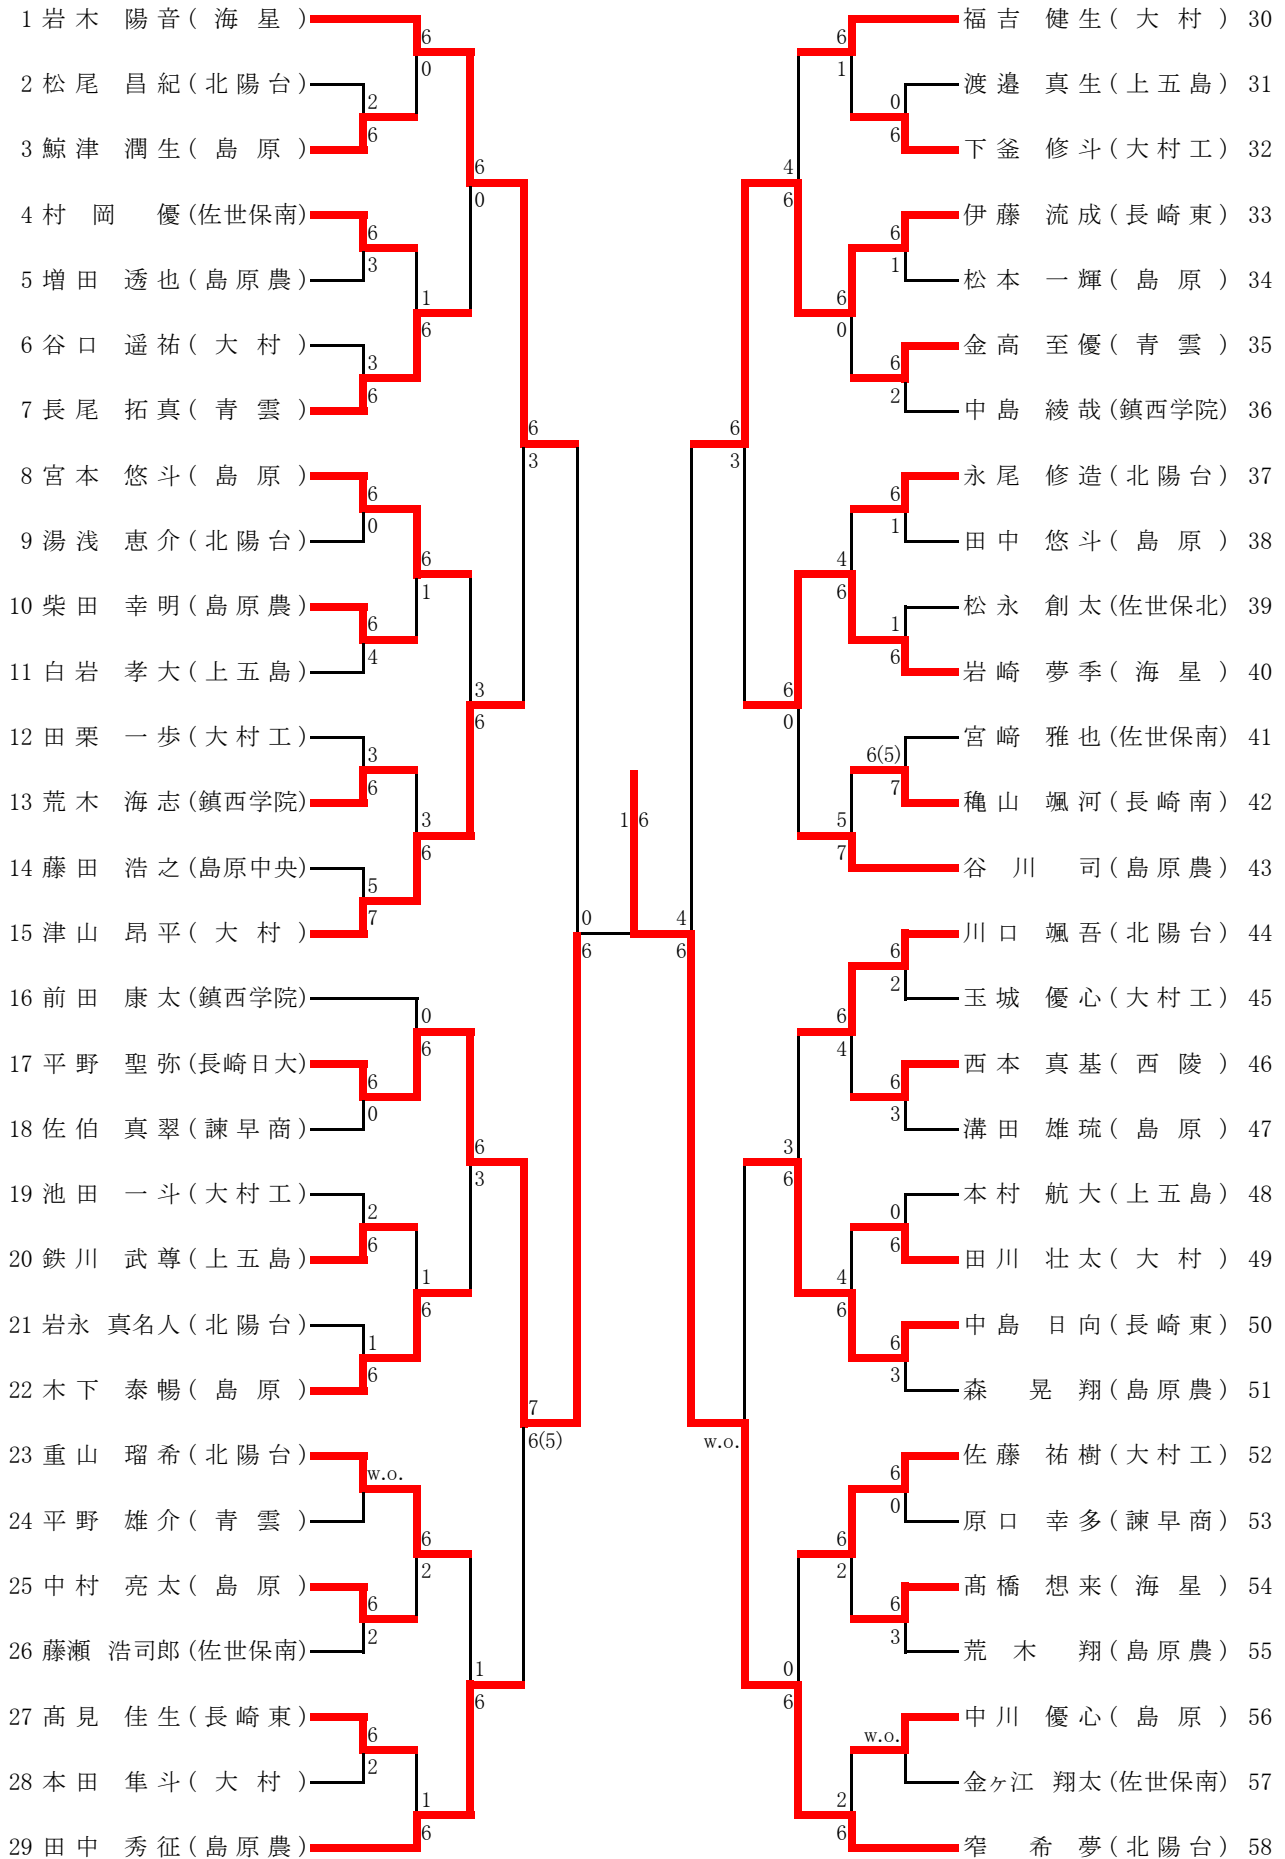 1 岩木 陽音 (海星)
6
0
2 松尾 昌紀 (北陽台)
2
6
3 鯨津 潤生 (島原)
6
0
4 村岡 優 (佐世保南)
6
3
5 増田 透也 (島原農)
1
6
6 谷口 遥祐 (大村)
3
6
7 長尾 拓真 (青雲)
6
3
8 宮本 悠斗 (島原)
6
0
9 湯浅 恵介 (北陽台)
6
1
10 柴田 幸明 (島原農)
6
4
11 白岩 孝大 (上五島)
3
6
12 田栗 一歩 (大村工)
3
6
13 荒木 海志 (鎮西学院)
3
6
14 藤田 浩之 (島原中央)
5
7
15 津山 昂平 (大村)
0
6
16 前田 康太 (鎮西学院)
0
6
17 平野 聖弥 (長崎日大)
6
0
18 佐伯 真翠 (諫早商)
6
3
19 池田 一斗 (大村工)
2
6
20 鉄川 武尊 (上五島)
1
6
21 岩永 真名人 (北陽台)
1
6
22 木下 泰暢 (島原)
7
6(5)
23 重山 瑠希 (北陽台)
w.o.
24 平野 雄介 (青雲)
6
2
25 中村 亮太 (島原)
6
2
26 藤瀬 浩司郎 (佐世保南)
1
6
27 髙見 佳生 (長崎東)
6
2
28 本田 隼斗 (大村)
1
6
29 田中 秀征 (島原農)
1 6
福吉 健生 (大村) 30
6
1
渡邉 真生 (上五島) 31
0
6
下釜 修斗 (大村工) 32
4
6
伊藤 流成 (長崎東) 33
6
1
松本 一輝 (島原) 34
6
0
金高 至優 (青雲) 35
6
2
中島 綾哉 (鎮西学院) 36
6
3
永尾 修造 (北陽台) 37
6
1
田中 悠斗 (島原) 38
4
6
松永 創太 (佐世保北) 39
1
6
岩崎 夢季 (海星) 40
6
0
宮﨑 雅也 (佐世保南) 41
6(5)
7
穐山 颯河 (長崎南) 42
5
7
谷川 司 (島原農) 43
4
6
川口 颯吾 (北陽台) 44
6
2
玉城 優心 (大村工) 45
6
4
西本 真基 (西陵) 46
6
3
溝田 雄琉 (島原) 47
3
6
本村 航大 (上五島) 48
0
6
田川 壮太 (大村) 49
4
6
中島 日向 (長崎東) 50
6
3
森 晃翔 (島原農) 51
w.o.
佐藤 祐樹 (大村工) 52
6
0
原口 幸多 (諫早商) 53
6
2
髙橋 想来 (海星) 54
6
3
荒木 翔 (島原農) 55
0
6
中川 優心 (島原) 56
w.o.
金ヶ江 翔太 (佐世保南) 57
2
6
窄 希夢 (北陽台) 58